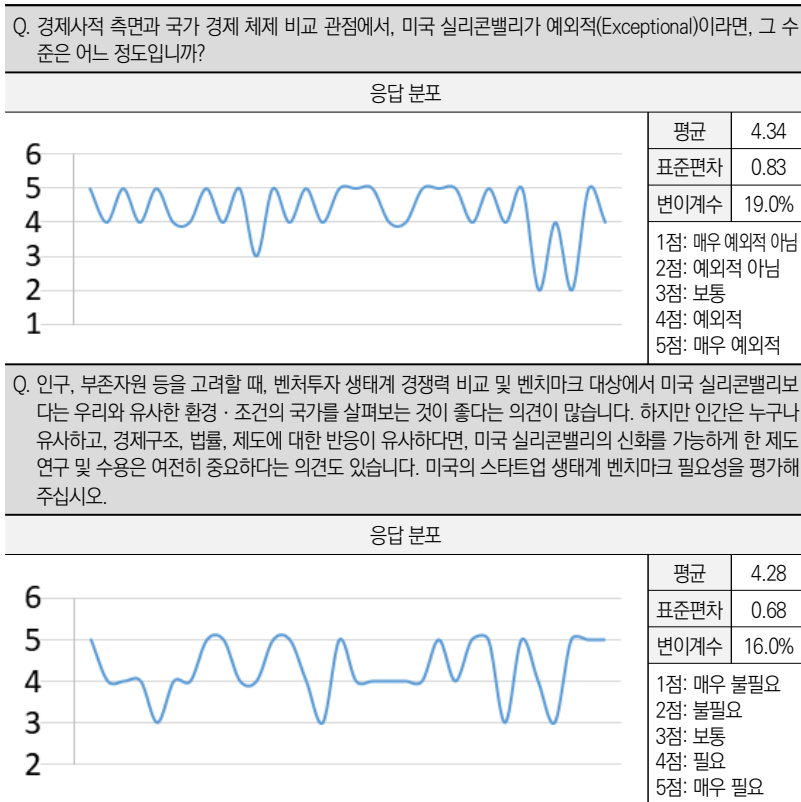 Q. 경제사적 측면과 국가 경제 체제 비교 관점에서, 미국 실리콘밸리가 예외적(Exceptional)이라면, 그 수
준은 어느 정도입니까?
응답 분포
평균 4.34
표준편차 0.83
변이계수 19.0%
1점: 매우 예외적 아님
2점: 예외적 아님
3점: 보통
4점: 예외적
5점: 매우 예외적
6
5
4
3
2
1
Q. 인구, 부존자원 등을 고려할 때, 벤처투자 생태계 경쟁력 비교 및 벤치마크 대상에서 미국 실리콘밸리보
다는 우리와 유사한 환경 · 조건의 국가를 살펴보는 것이 좋다는 의견이 많습니다. 하지만 인간은 누구나
유사하고, 경제구조, 법률, 제도에 대한 반응이 유사하다면, 미국 실리콘밸리의 신화를 가능하게 한 제도
연구 및 수용은 여전히 중요하다는 의견도 있습니다. 미국의 스타트업 생태계 벤치마크 필요성을 평가해
주십시오.
응답 분포
평균 4.28
표준편차 0.68
변이계수 16.0%
1점: 매우 불필요
2점: 불필요
3점: 보통
4점: 필요
5점: 매우 필요
6
5
4
3
2